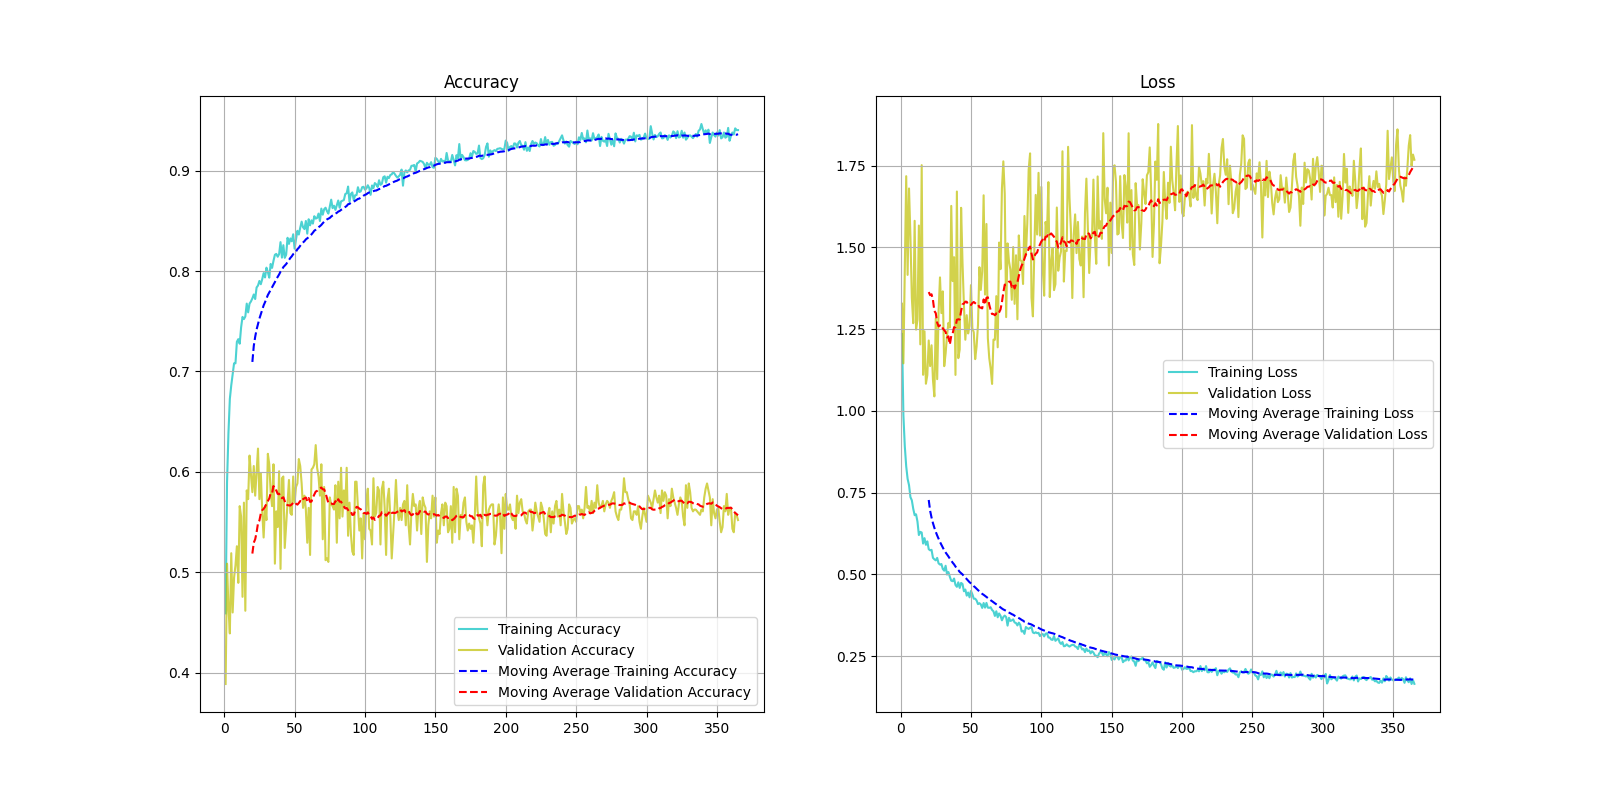 Accuracy
0.9
0.8
0.7
0.6
0.5
0.4
0 50 100 150 200 250 300 350
Training Accuracy
Validation Accuracy
Moving Average Training Accuracy
Moving Average Validation Accuracy
Loss
1.75
1.50
1.25
1.00
0.75
0.50
0.25
0 50 100 150 200 250 300 350
Training Loss
Validation Loss
Moving Average Training Loss
Moving Average Validation Loss